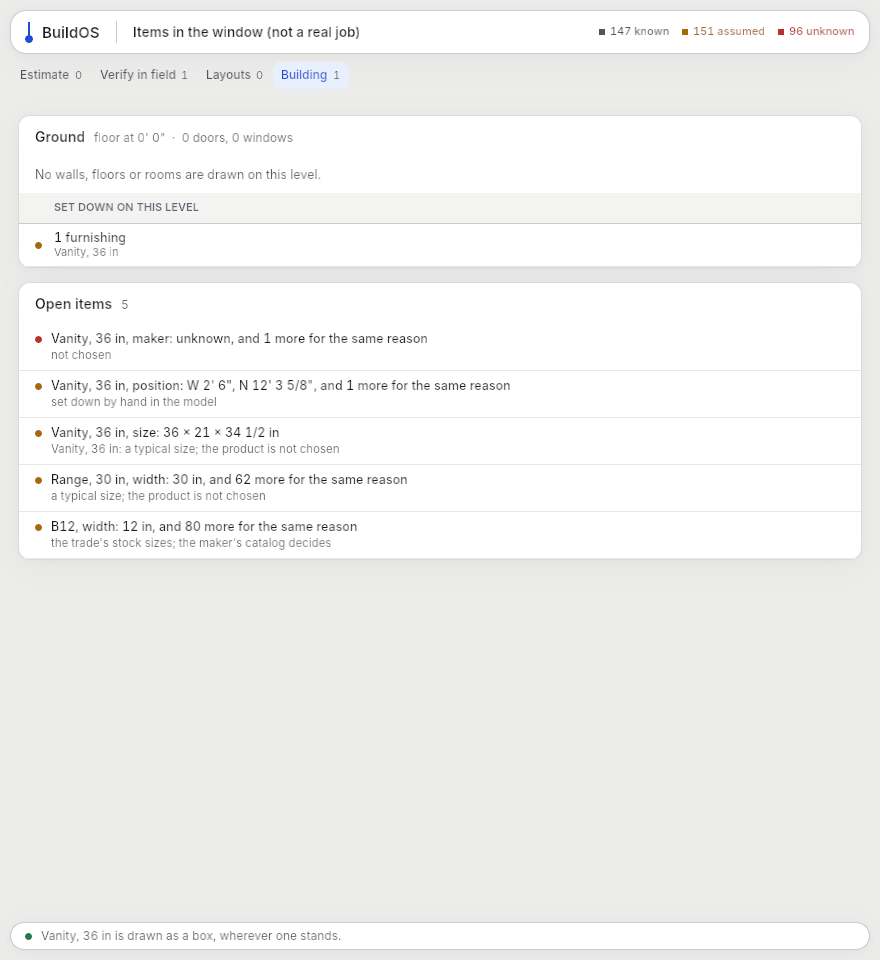 BuildOS
Items in the window (not a real job)
147 known
151 assumed
96 unknown
Estimate 0
Verify in field 1
Layouts 0
Building 1
Ground floor at 0' 0" · 0 doors, 0 windows
No walls, floors or rooms are drawn on this level.
SET DOWN ON THIS LEVEL
1 furnishing
Vanity, 36 in
Open items 5
Vanity, 36 in, maker: unknown, and 1 more for the same reason
not chosen
Vanity, 36 in, position: W 2' 6", N 12' 3 5/8", and 1 more for the same reason
set down by hand in the model
Vanity, 36 in, size: 36 × 21 × 34 1/2 in
Vanity, 36 in: a typical size; the product is not chosen
Range, 30 in, width: 30 in, and 62 more for the same reason
a typical size; the product is not chosen
B12, width: 12 in, and 80 more for the same reason
the trade's stock sizes; the maker's catalog decides
Vanity, 36 in is drawn as a box, wherever one stands.